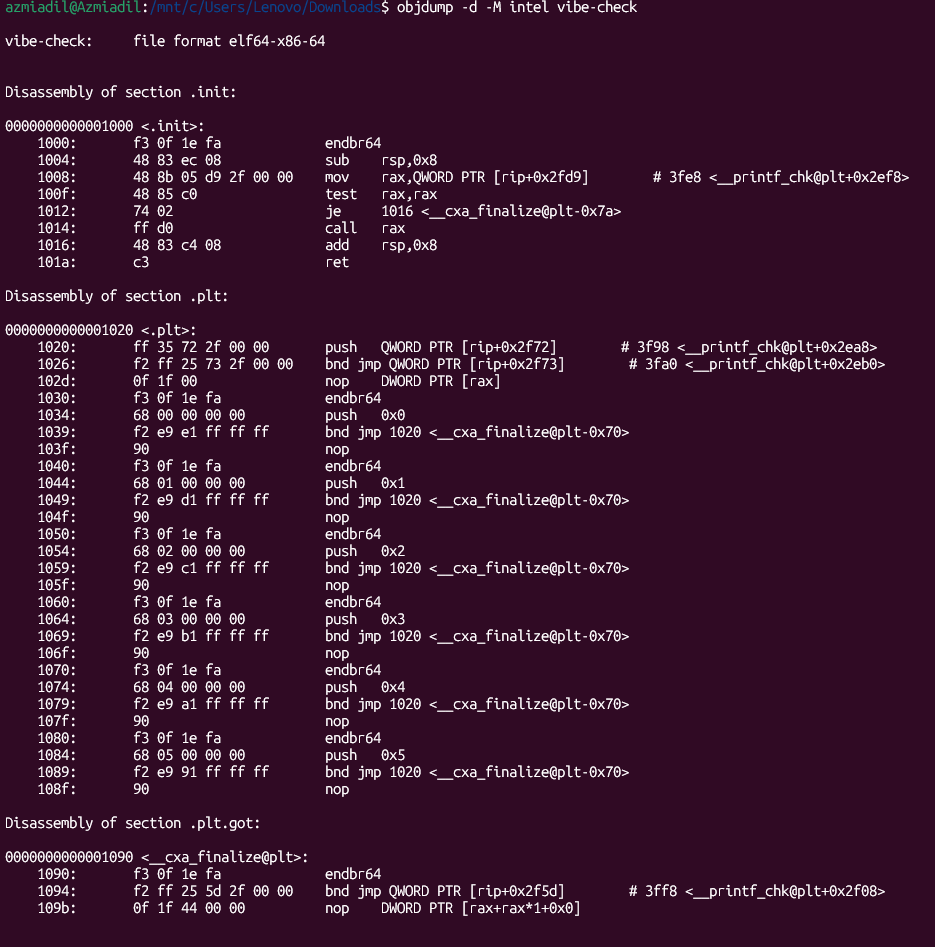 azmiadil@Azmiadil:/mnt/c/Users/Lenovo/Downloads$ objdump -d -M intel vibe-check
vibe-check:     file format elf64-x86-64
Disassembly of section .init:
0000000000001000 <.init>:
    1000:       f3 0f 1e fa             endbr64
    1004:       48 83 ec 08             sub    rsp,0x8
    1008:       48 8b 05 d9 2f 00 00    mov    rax,QWORD PTR [rip+0x2fd9]        # 3fe8 <__printf_chk@plt+0x2ef8>
    100f:       48 85 c0                test   rax,rax
    1012:       74 02                   je     1016 <__cxa_finalize@plt-0x7a>
    1014:       ff d0                   call   rax
    1016:       48 83 c4 08             add    rsp,0x8
    101a:       c3                      ret
Disassembly of section .plt:
0000000000001020 <.plt>:
    1020:       ff 35 72 2f 00 00       push   QWORD PTR [rip+0x2f72]        # 3f98 <__printf_chk@plt+0x2ea8>
    1026:       f2 ff 25 73 2f 00 00    bnd jmp QWORD PTR [rip+0x2f73]        # 3fa0 <__printf_chk@plt+0x2eb0>
    102d:       0f 1f 00                nop    DWORD PTR [rax]
    1030:       f3 0f 1e fa             endbr64
    1034:       68 00 00 00 00          push   0x0
    1039:       f2 e9 e1 ff ff ff       bnd jmp 1020 <__cxa_finalize@plt-0x70>
    103f:       90                      nop
    1040:       f3 0f 1e fa             endbr64
    1044:       68 01 00 00 00          push   0x1
    1049:       f2 e9 d1 ff ff ff       bnd jmp 1020 <__cxa_finalize@plt-0x70>
    104f:       90                      nop
    1050:       f3 0f 1e fa             endbr64
    1054:       68 02 00 00 00          push   0x2
    1059:       f2 e9 c1 ff ff ff       bnd jmp 1020 <__cxa_finalize@plt-0x70>
    105f:       90                      nop
    1060:       f3 0f 1e fa             endbr64
    1064:       68 03 00 00 00          push   0x3
    1069:       f2 e9 b1 ff ff ff       bnd jmp 1020 <__cxa_finalize@plt-0x70>
    106f:       90                      nop
    1070:       f3 0f 1e fa             endbr64
    1074:       68 04 00 00 00          push   0x4
    1079:       f2 e9 a1 ff ff ff       bnd jmp 1020 <__cxa_finalize@plt-0x70>
    107f:       90                      nop
    1080:       f3 0f 1e fa             endbr64
    1084:       68 05 00 00 00          push   0x5
    1089:       f2 e9 91 ff ff ff       bnd jmp 1020 <__cxa_finalize@plt-0x70>
    108f:       90                      nop
Disassembly of section .plt.got:
0000000000001090 <__cxa_finalize@plt>:
    1090:       f3 0f 1e fa             endbr64
    1094:       f2 ff 25 5d 2f 00 00    bnd jmp QWORD PTR [rip+0x2f5d]        # 3ff8 <__printf_chk@plt+0x2f08>
    109b:       0f 1f 44 00 00          nop    DWORD PTR [rax+rax*1+0x0]